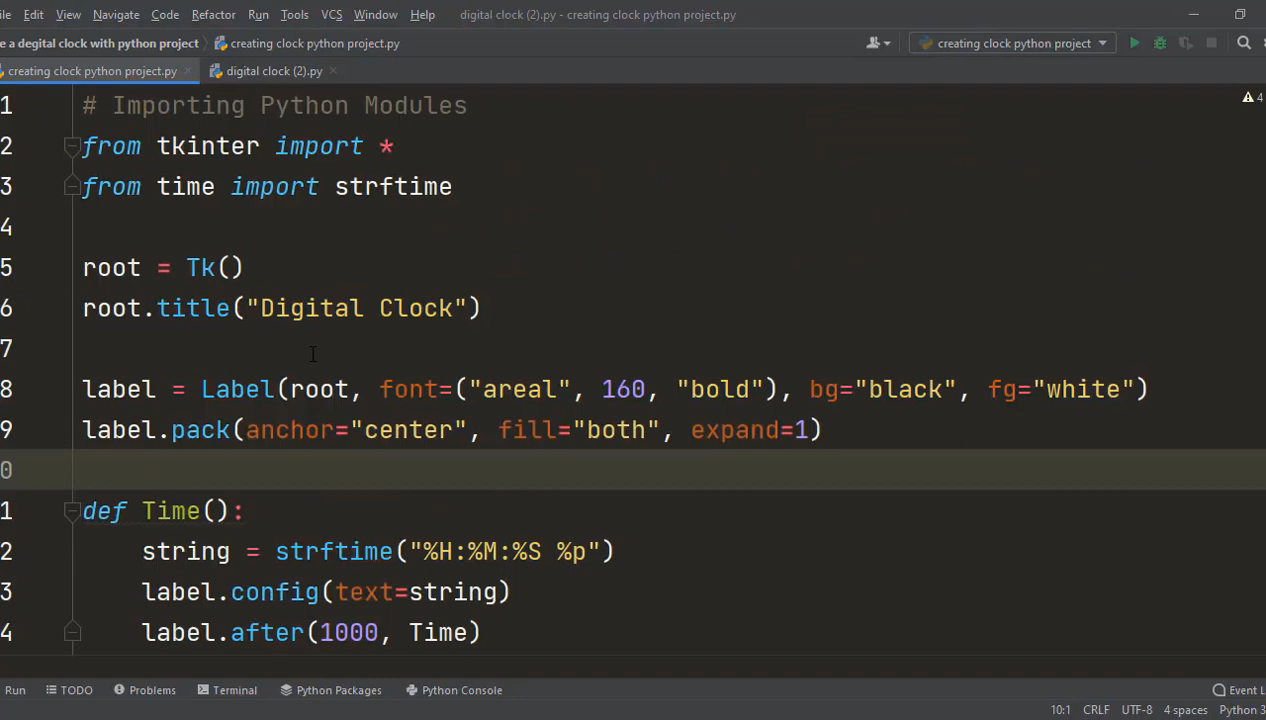 ile Edit View Navigate Code Refactor Run Tools VCS Window Help digital clock (2).py - creating clock python project.py
e a degital clock with python project creating clock python project.py creating clock python project
creating clock python project.py digital clock (2).py
1 # Importing Python Modules 4
2 from tkinter import *
3 from time import strftime
4
5 root = Tk()
6 root.title("Digital Clock")
7
8 label = Label(root, font=("areal", 160, "bold"), bg="black", fg="white")
9 label.pack(anchor="center", fill="both", expand=1)
0
1 def Time():
2 string = strftime("%H:%M:%S %p")
3 label.config(text=string)
4 label.after(1000, Time)
Run TODO Problems Terminal Python Packages Python Console Event L
10:1 CRLF UTF-8 4 spaces Python 3